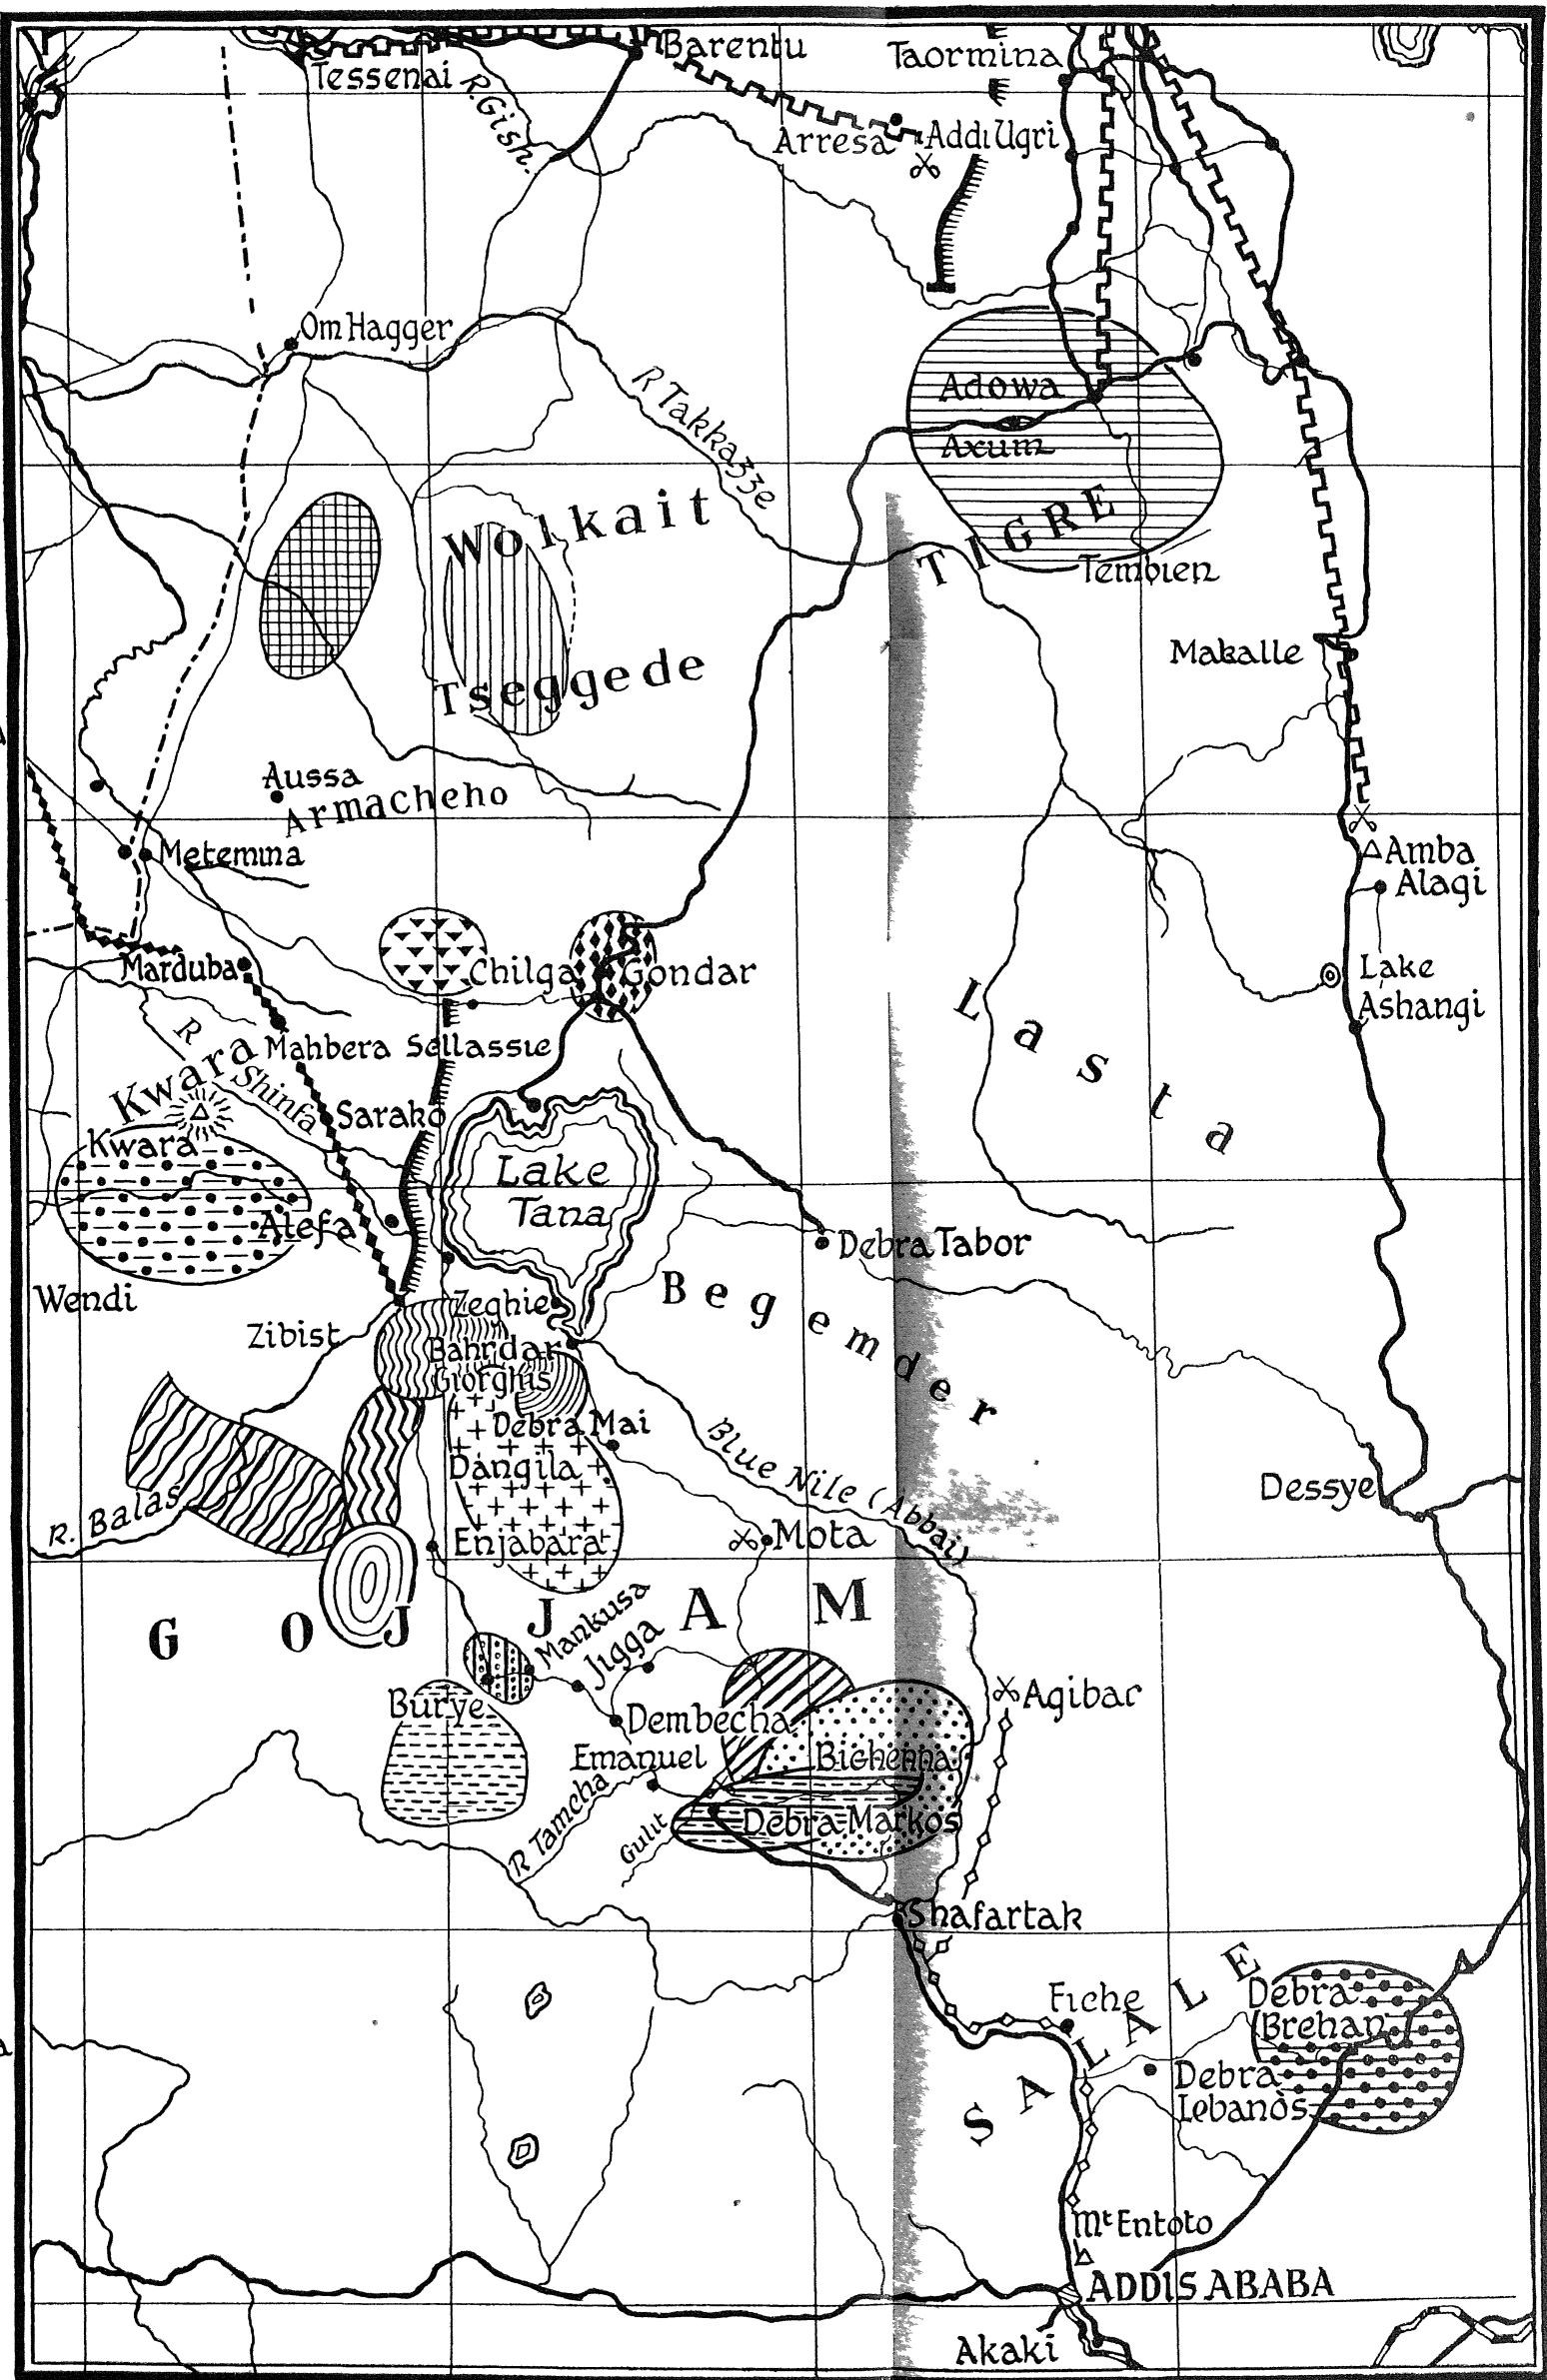 Barentu
Taormina
Tessenai
R. Gish.
Arresa
Addi Ugri
Om Hagger
R Takkazze
Adowa
Axum
Wolkait
TIGRE
Tembien
Makalle
Tseggede
Aussa
Armacheho
Metemma
Amba
Alagi
Marduba
Chilga
Gondar
Lake
Ashangi
Lasta
Mahbera Sellassie
R Shinfa
Kwara
Sarako
Kwara
Lake
Tana
Atefa
Debra Tabor
Wendi
Zeghie
Begemder
Zibist
Bahrdar
Giorghis
Debra Mai
Dangila
Blue Nile (Abbai)
Dessye
R. Balas
Enjabara
Mota
GOJJAM
Mankusa
Jigga
Burye
Agibar
Dembecha
Emanuel
Bichenna
R Tamcha
Gulit
Debra Markos
Shafartak
SALALE
Fiche
Debra
Brehan
Debra
Lebanos
Mt Entoto
ADDIS ABABA
Akaki